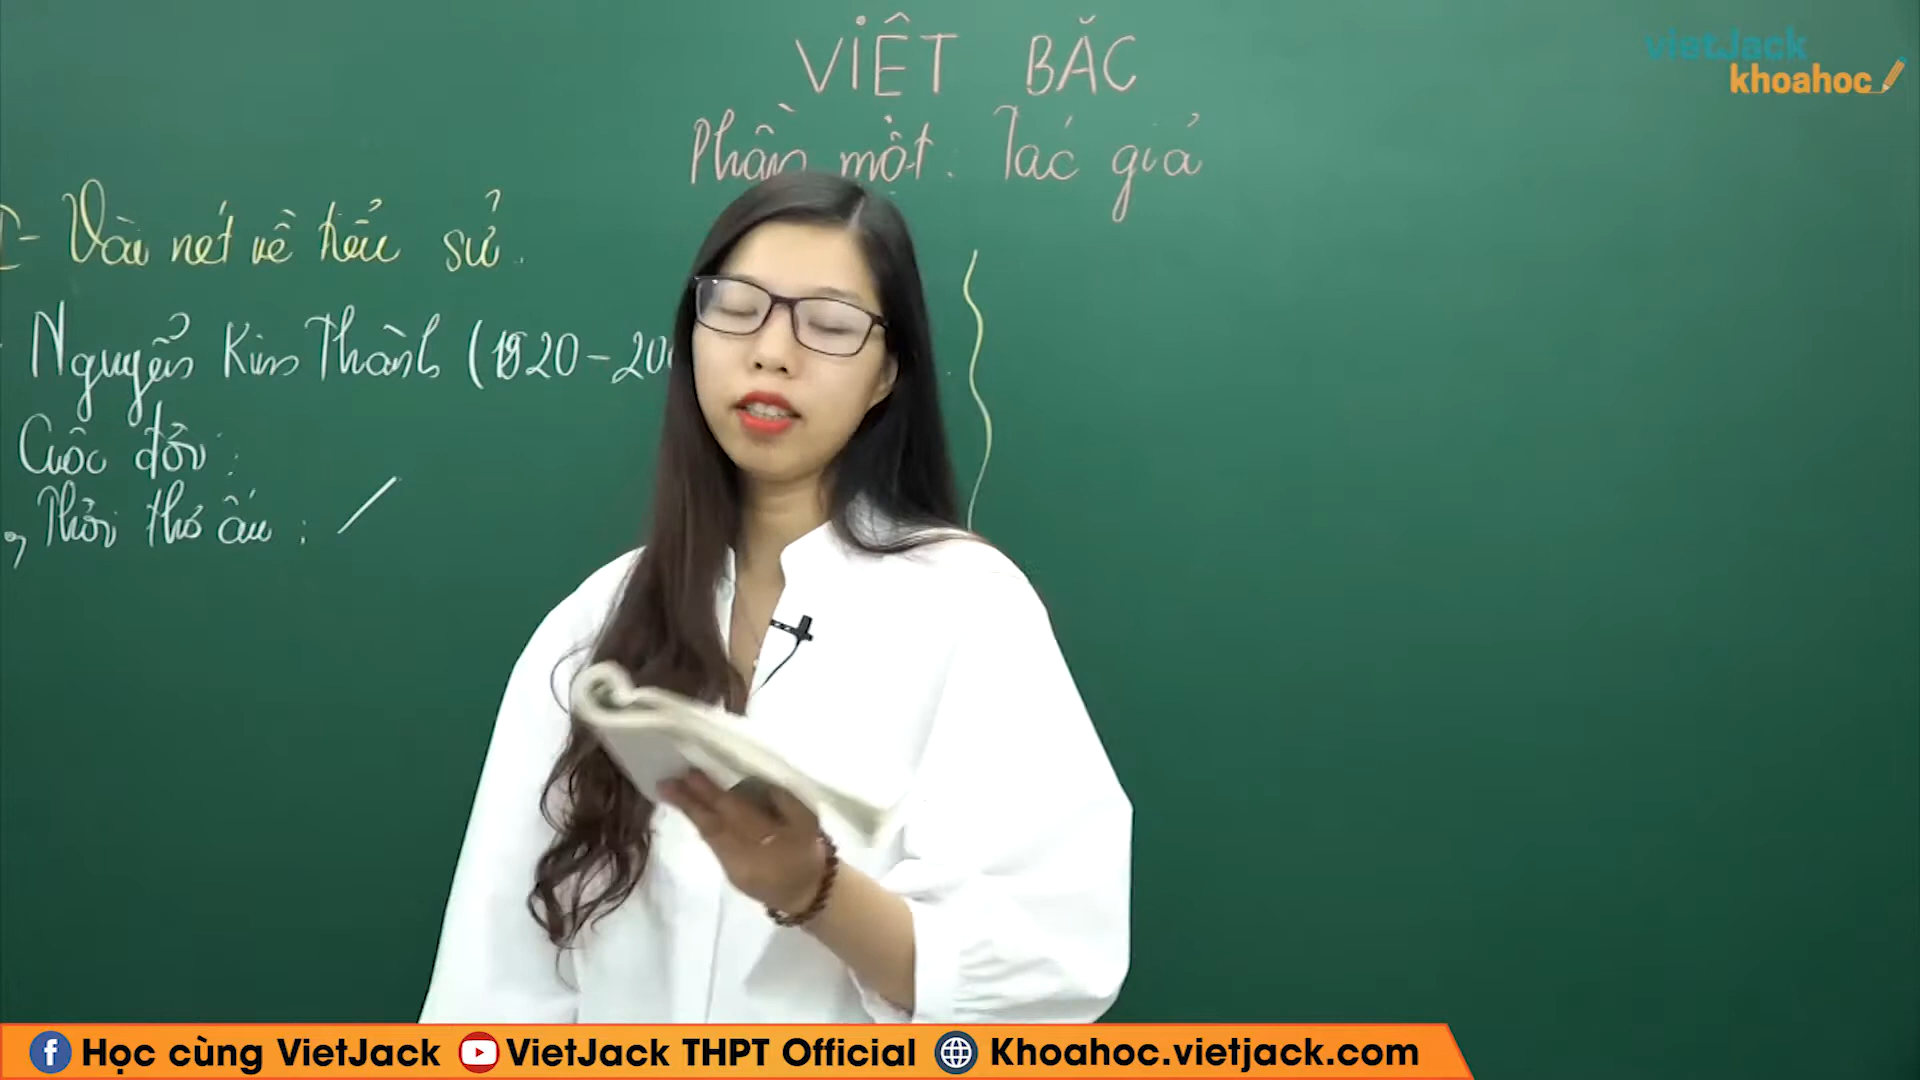 VIỆT BẮC
Phần một. Tác giả
vietJack
khoahoc
I- Vài nét về tiểu sử.
Nguyễn Kim Thành (1920-20
Cuộc đời:
Thời thơ ấu:
Học cùng VietJack
VietJack THPT Official
Khoahoc.vietjack.com